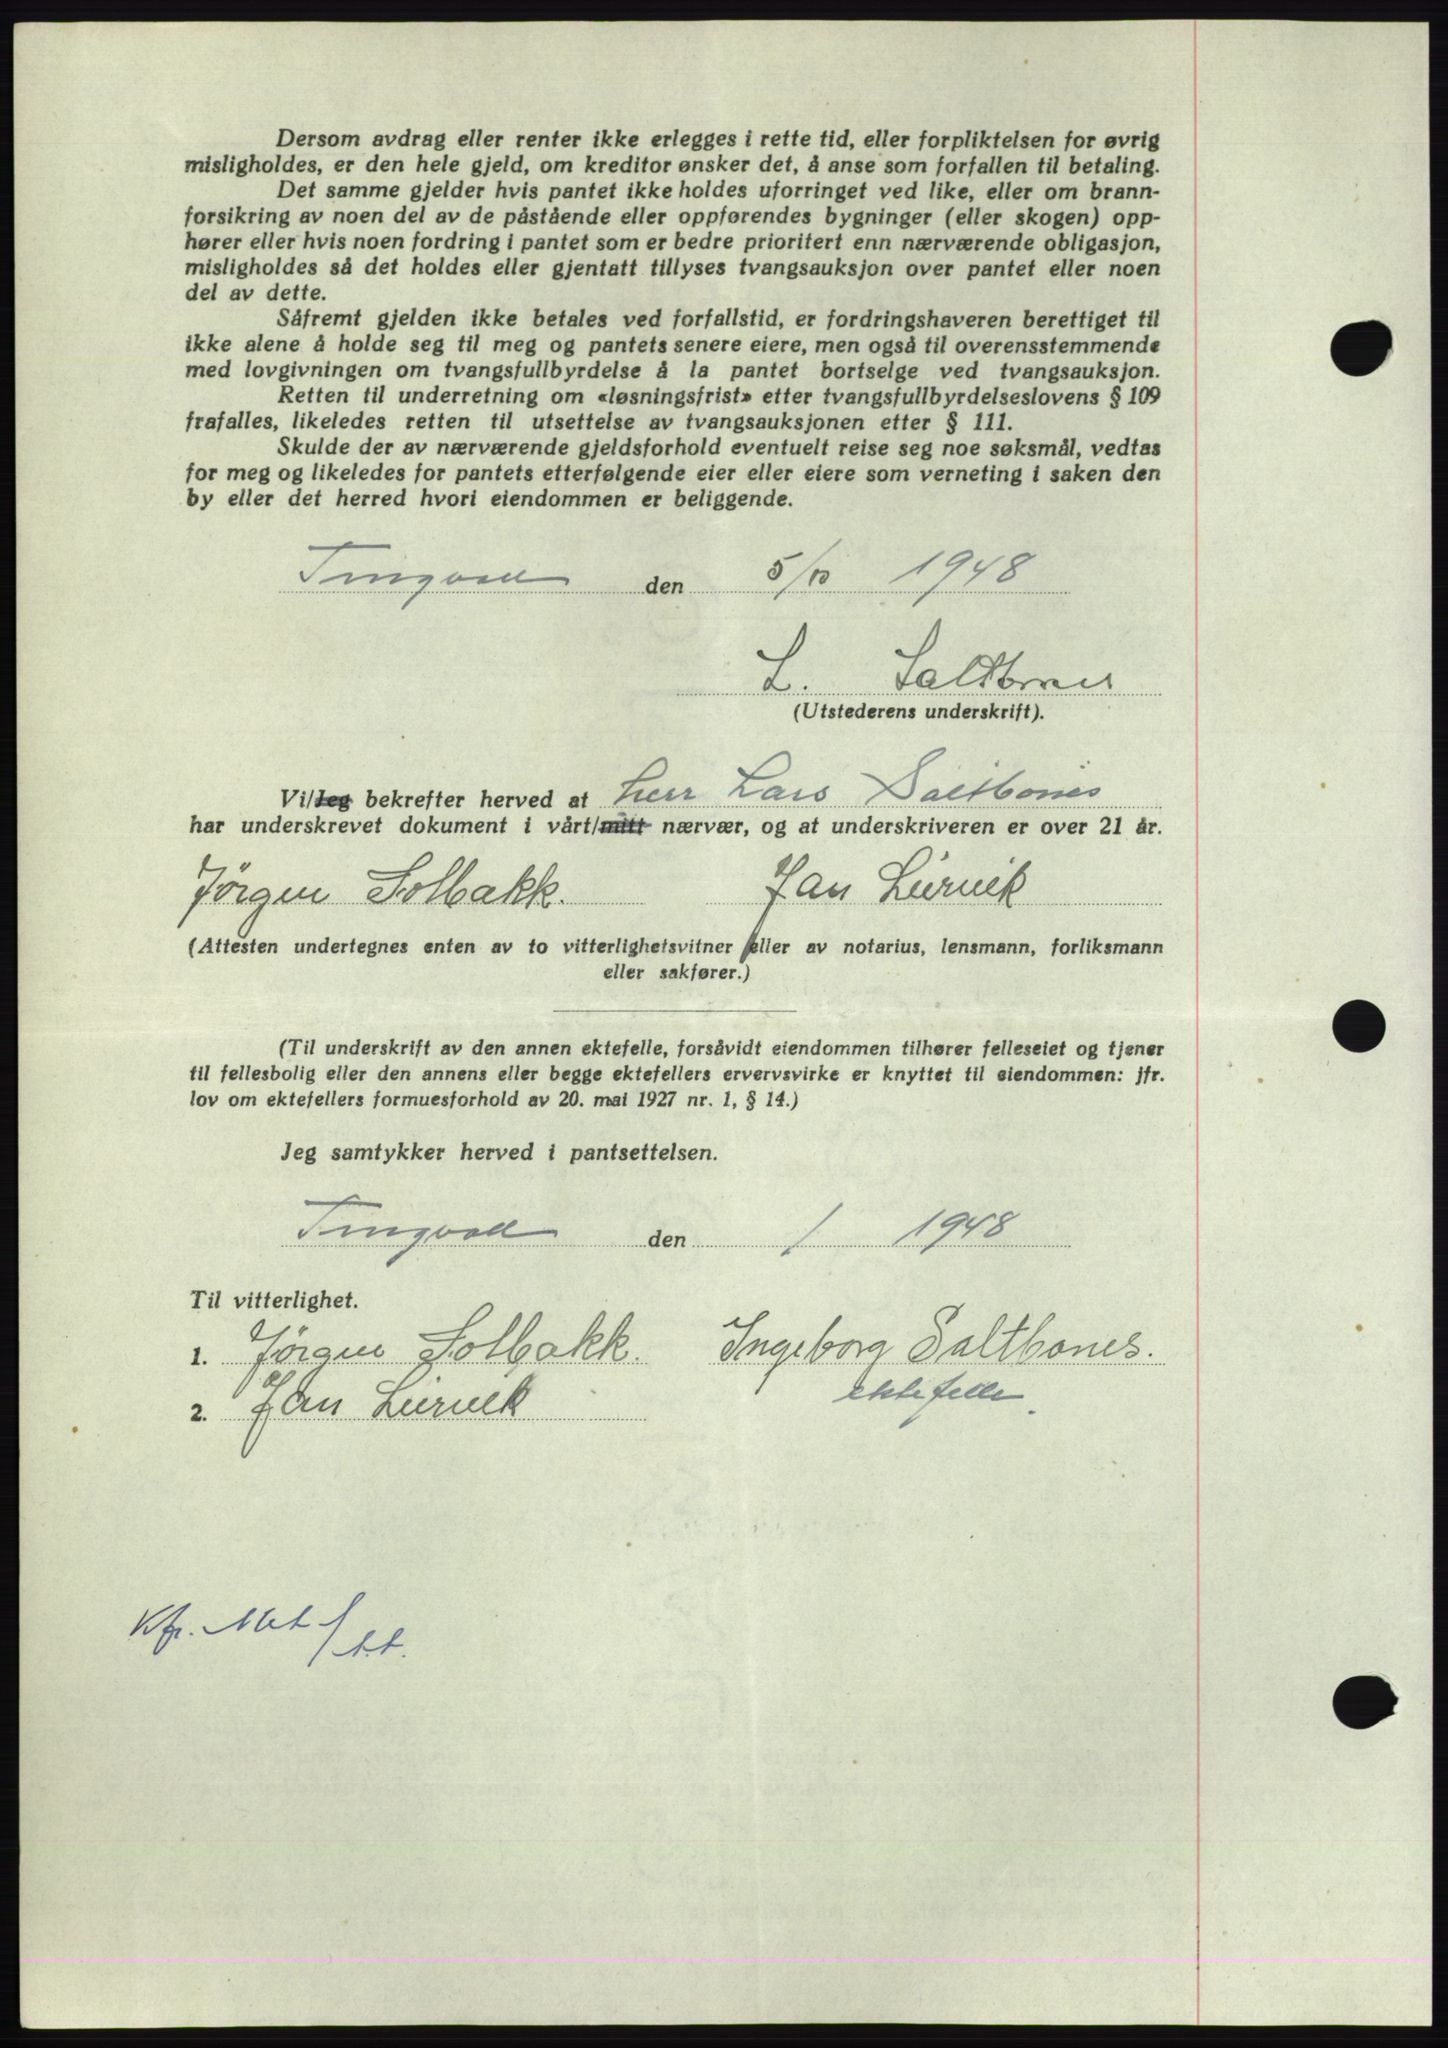 Dersom avdrag eller renter ikke erlegges i rette tid, eller forpliktelsen for øvrig
misligholdes, er den hele gjeld, om kreditor ønsker det, å anse som forfallen til betaling.
Det samme gjelder hvis pantet ikke holdes uforringet ved like, eller om brann-
forsikring av noen del av de påstående eller oppførendes bygninger (eller skogen) opp-
hører eller hvis noen fordring i pantet som er bedre prioritert enn nærværende obligasjon,
misligholdes så det holdes eller gjentatt tillyses tvangsauksjon over pantet eller noen
del av dette.
Såfremt gjelden ikke betales ved forfallstid, er fordringshaveren berettiget til
ikke alene å holde seg til meg og pantets senere eiere, men også til overensstemmende
med lovgivningen om tvangsfullbyrdelse å la pantet bortselge ved tvangsauksjon.
Retten til underretning om «løsningsfrist» etter tvangsfullbyrdelseslovens § 109
frafalles, likeledes retten til utsettelse av tvangsauksjonen etter § 111.
Skulde der av nærværende gjeldsforhold eventuelt reise seg noe søksmål, vedtas
for meg og likeledes for pantets etterfølgende eier eller eiere som verneting i saken den
by eller det herred hvori eiendommen er beliggende.
Tingvoll den 5/10 1948
L. Saltbones
(Utstederens underskrift).
Vi/Jeg bekrefter herved at herr Lars Saltbones
har underskrevet dokument i vårt/mitt nærvær, og at underskriveren er over 21 år.
Jørgen Solbakk. Jan Lervik
(Attesten undertegnes enten av to vitterlighetsvitner eller av notarius, lensmann, forliksmann
eller sakfører.)
(Til underskrift av den annen ektefelle, forsåvidt eiendommen tilhører felleseiet og tjener
til fellesbolig eller den annens eller begge ektefellers ervervsvirke er knyttet til eiendommen: jfr.
lov om ektefellers formuesforhold av 20. mai 1927 nr. 1, § 14.)
Jeg samtykker herved i pantsettelsen.
Tingvoll den / 1948
Til vitterlighet.
1. Jørgen Solbakk. Ingeborg Saltbones.
ektefelle.
2. Jan Lervik
Kfr.